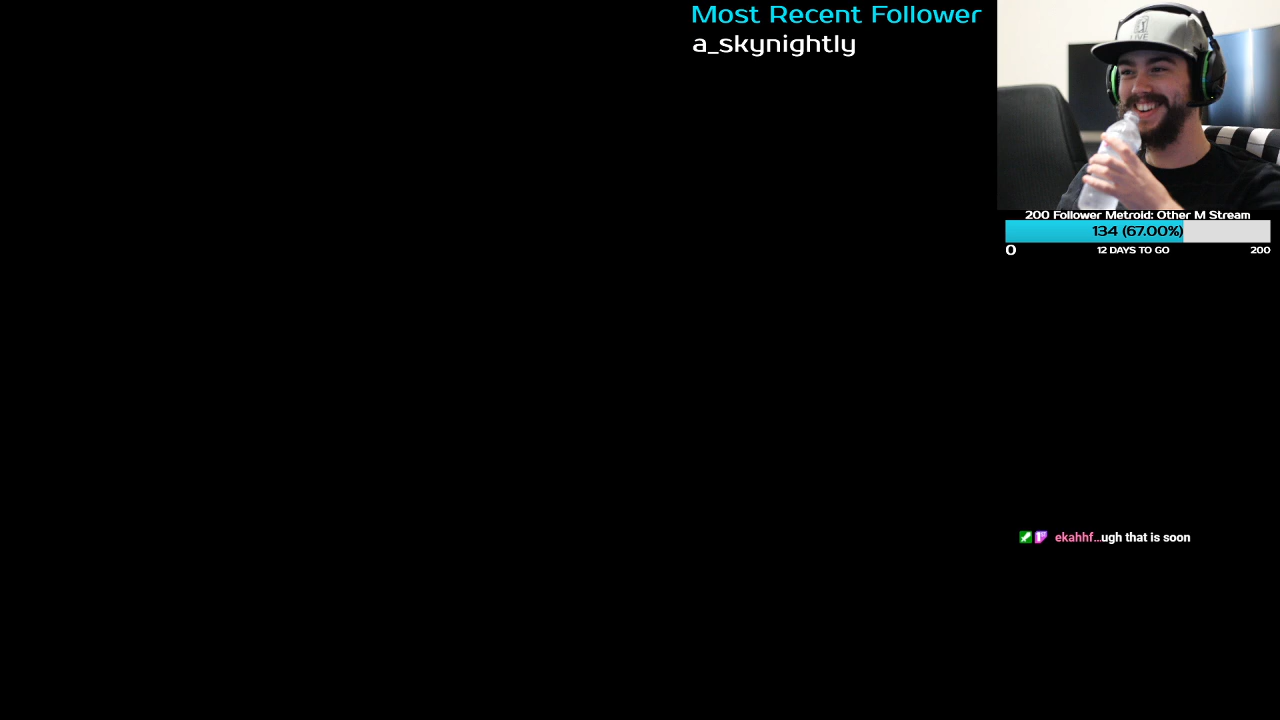 Most Recent Follower
a_skynightly
LIVE
200 Follower Metroid: Other M Stream
134 (67.00%)
0 12 DAYS TO GO 200
ekahhf…ugh that is soon